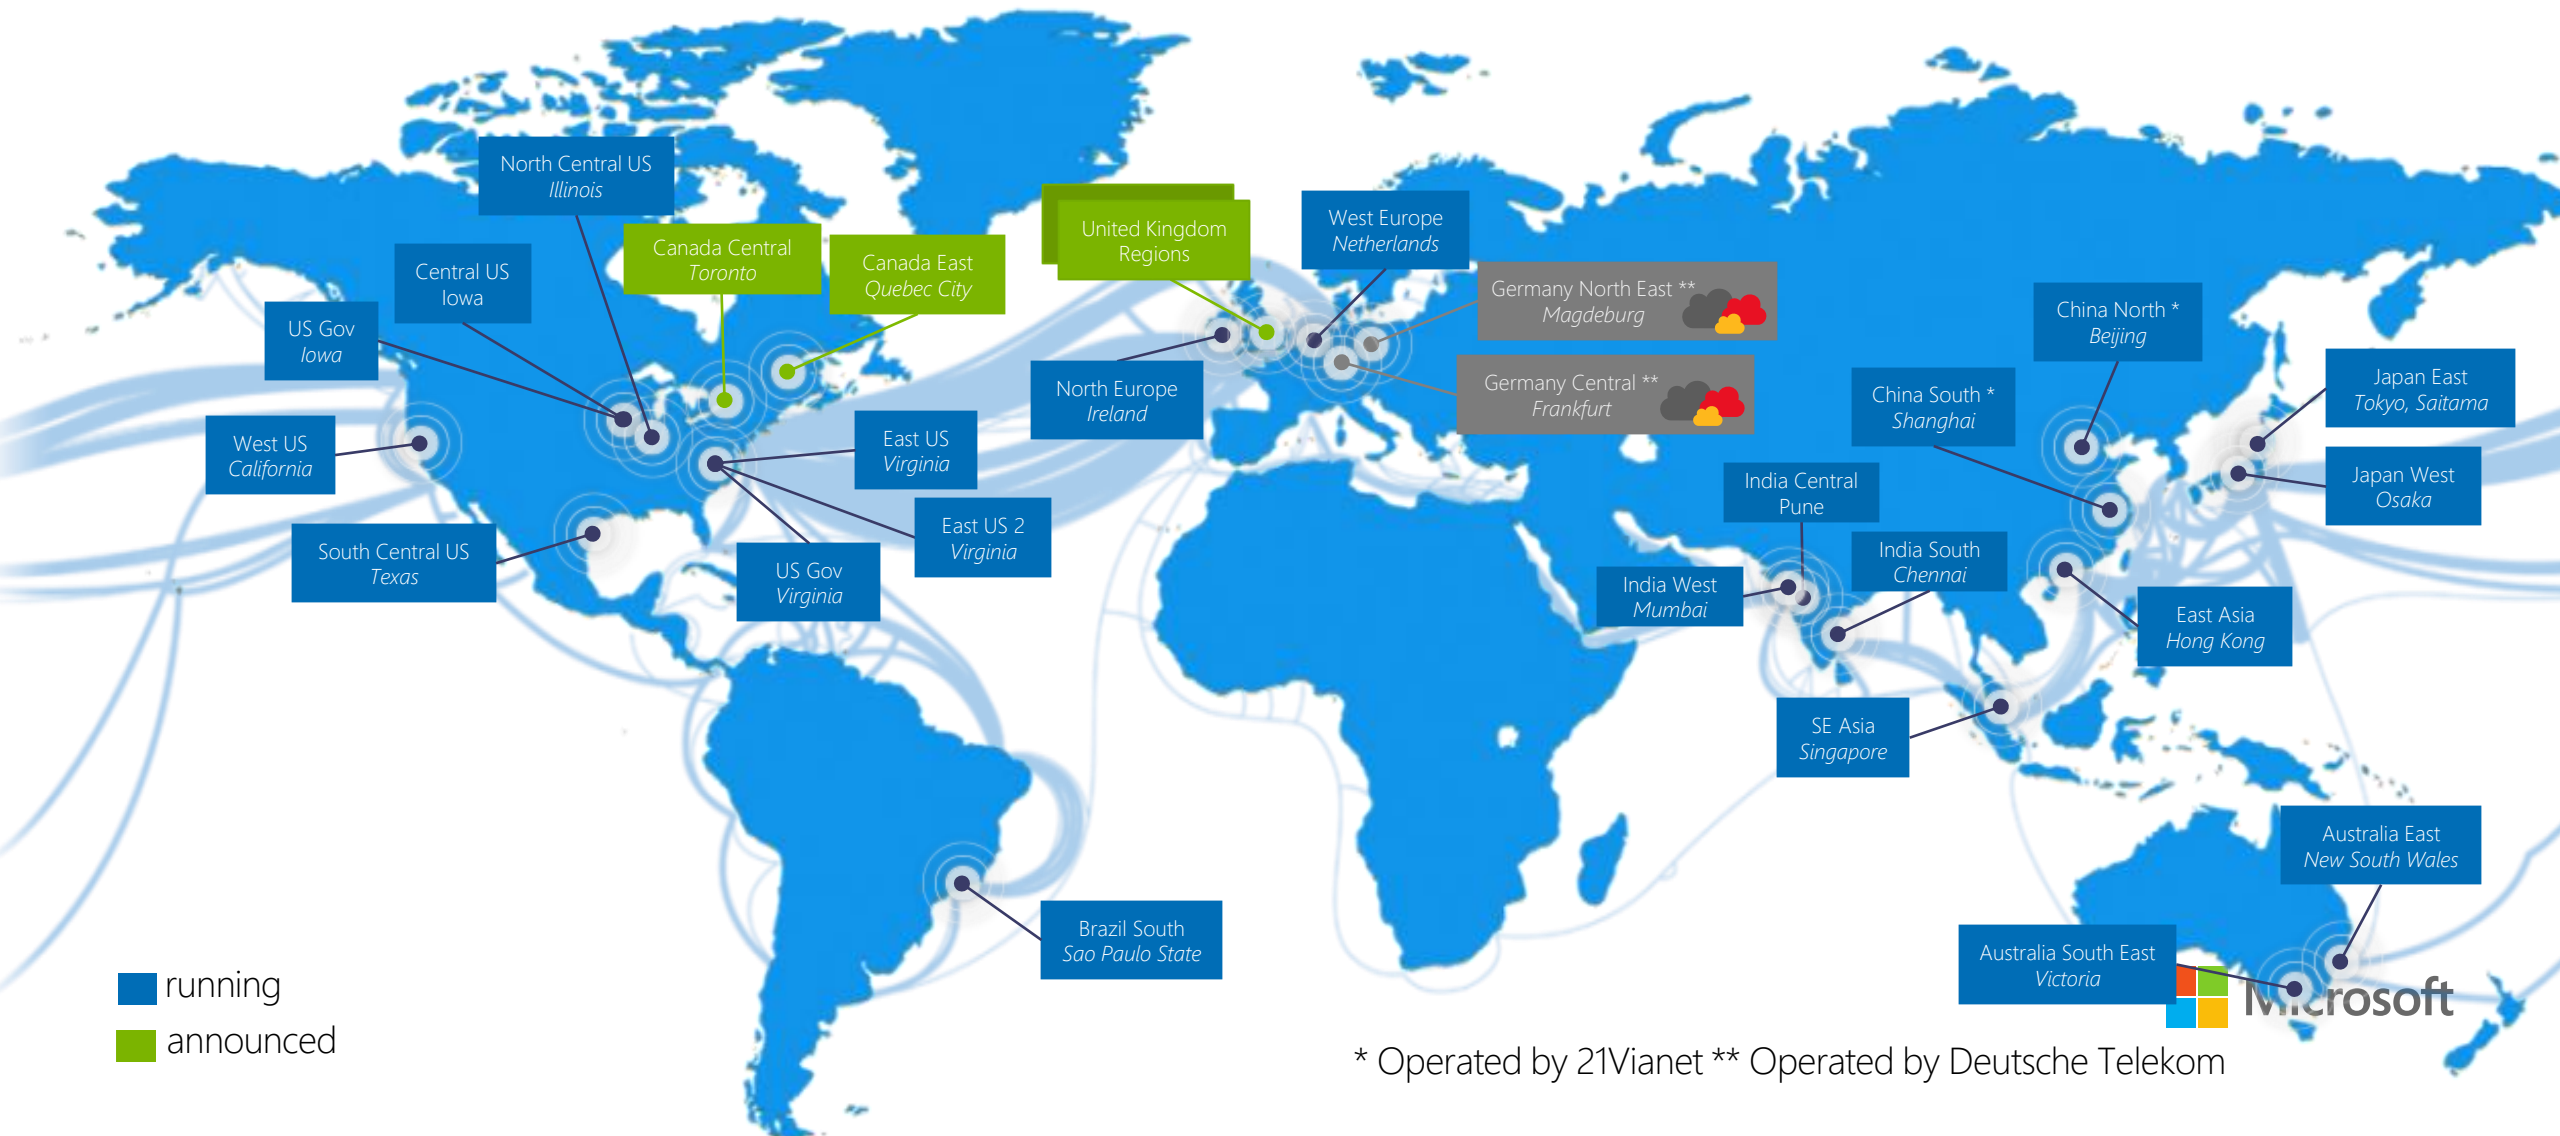 North Central US
Illinois
Central US
Iowa
US Gov
Iowa
West US
California
South Central US
Texas
Canada Central
Toronto
Canada East
Quebec City
East US
Virginia
East US 2
Virginia
US Gov
Virginia
United Kingdom
Regions
West Europe
Netherlands
North Europe
Ireland
Germany North East **
Magdeburg
Germany Central **
Frankfurt
China North *
Beijing
China South *
Shanghai
Japan East
Tokyo, Saitama
Japan West
Osaka
India Central
Pune
India South
Chennai
India West
Mumbai
East Asia
Hong Kong
SE Asia
Singapore
Australia East
New South Wales
Australia South East
Victoria
Brazil South
Sao Paulo State
running
announced
Microsoft
* Operated by 21Vianet ** Operated by Deutsche Telekom